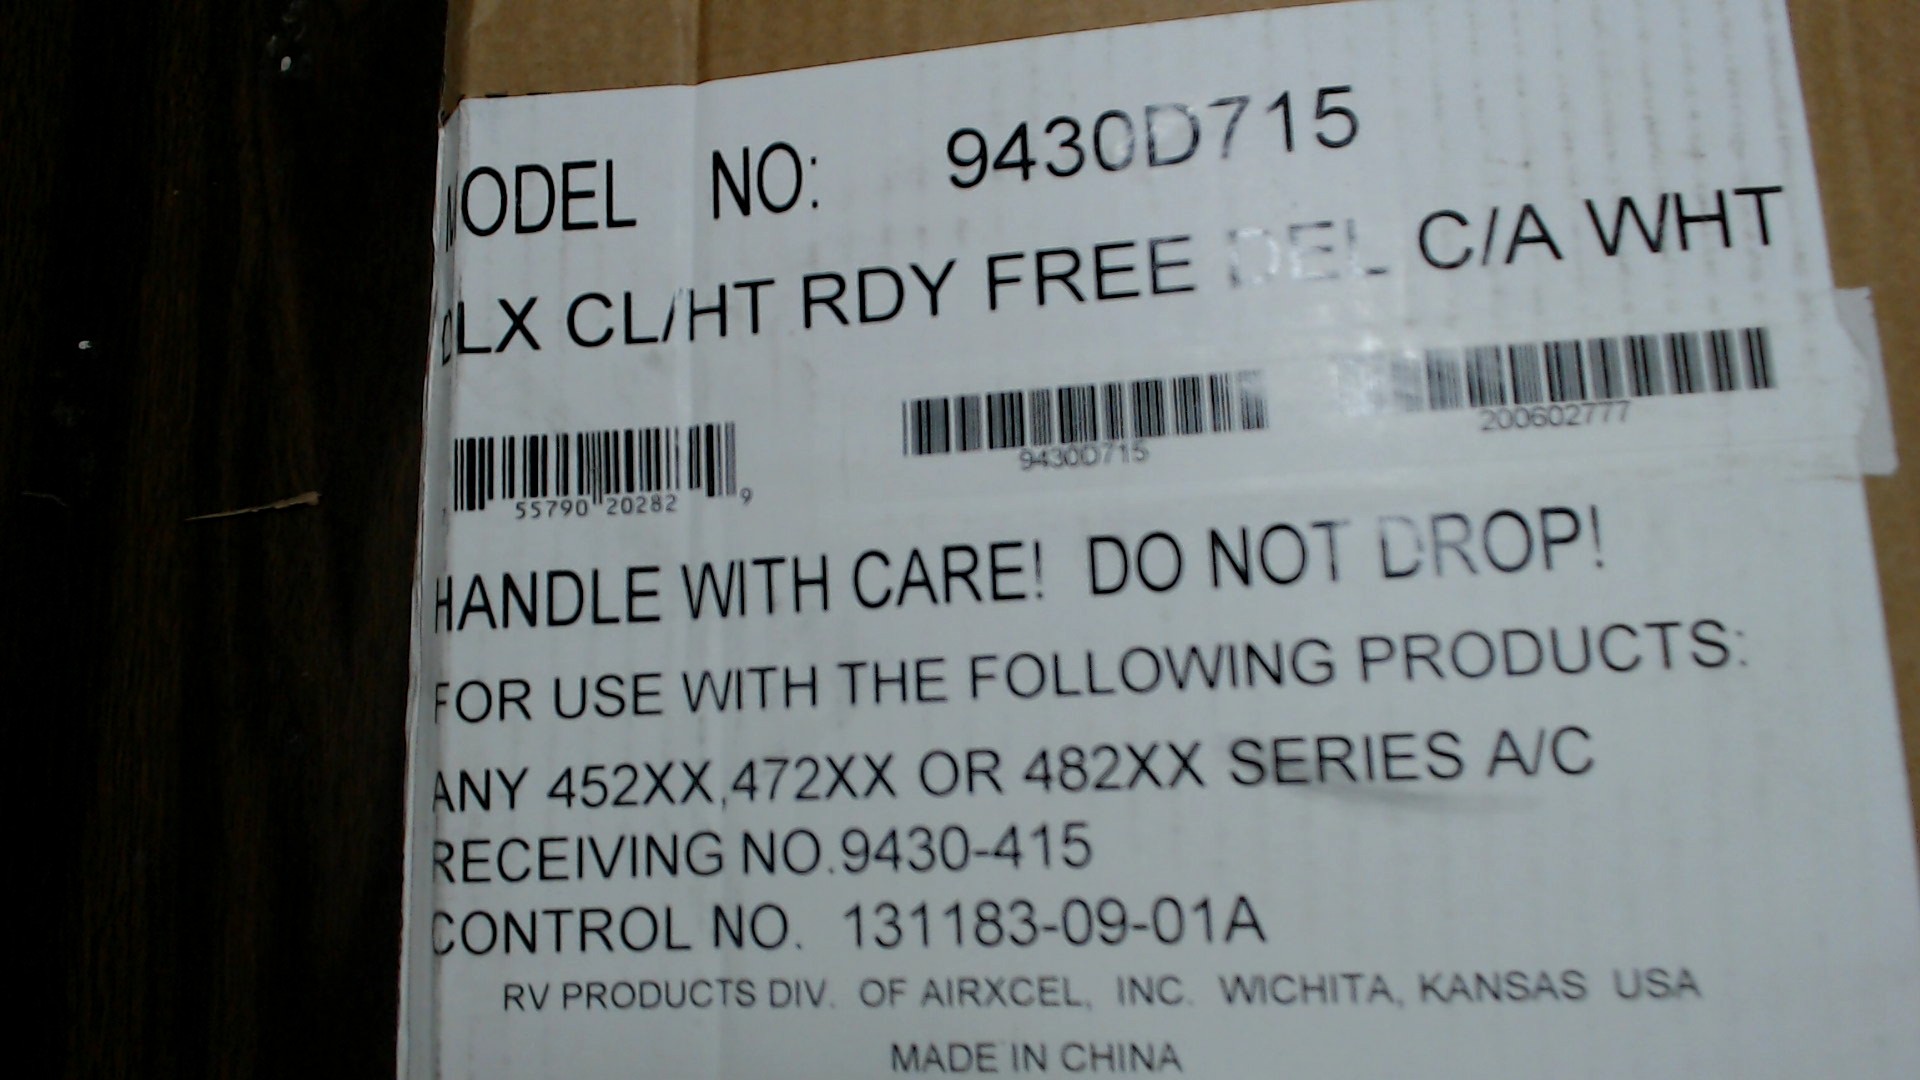 MODEL NO: 9430D715
DLX CL/HT RDY FREE DEL C/A WHT
55790 20282 9
9430D715
200602777
HANDLE WITH CARE! DO NOT DROP!
FOR USE WITH THE FOLLOWING PRODUCTS:
ANY 452XX,472XX OR 482XX SERIES A/C
RECEIVING NO.9430-415
CONTROL NO. 131183-09-01A
RV PRODUCTS DIV. OF AIRXCEL, INC. WICHITA, KANSAS USA
MADE IN CHINA